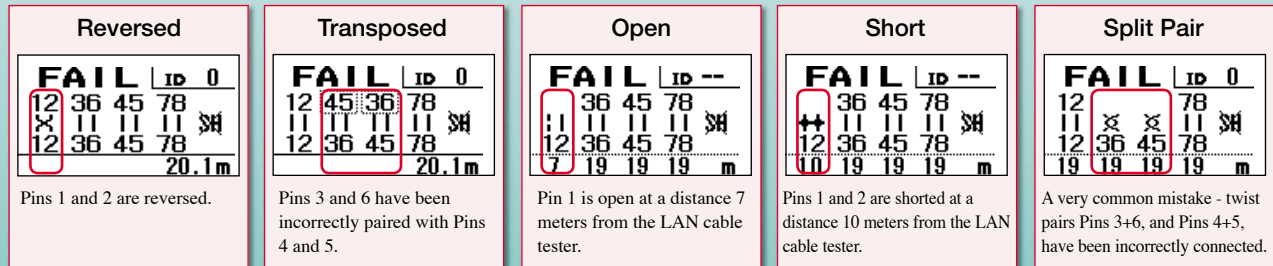 Reversed
FAIL ID 0
12 36 45 78
SH
12 36 45 78
20.1m
Pins 1 and 2 are reversed.
Transposed
FAIL ID 0
12 45 36 78
SH
12 36 45 78
20.1m
Pins 3 and 6 have been
incorrectly paired with Pins
4 and 5.
Open
FAIL ID --
36 45 78
SH
12 36 45 78
7 19 19 19 m
Pin 1 is open at a distance 7
meters from the LAN cable
tester.
Short
FAIL ID --
36 45 78
SH
12 36 45 78
10 19 19 19 m
Pins 1 and 2 are shorted at a
distance 10 meters from the LAN
cable tester.
Split Pair
FAIL ID 0
12 78
SH
12 36 45 78
19 19 19 19 m
A very common mistake - twist
pairs Pins 3+6, and Pins 4+5,
have been incorrectly connected.